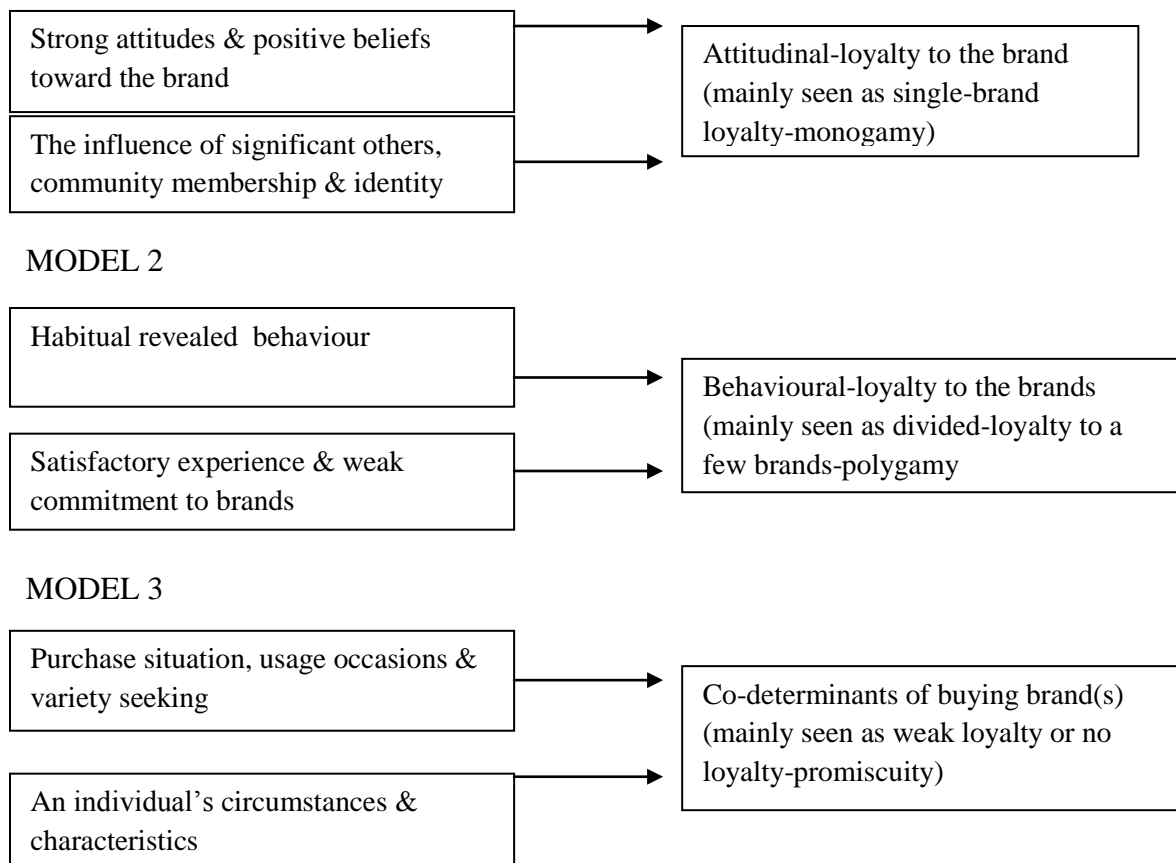 Strong attitudes & positive beliefs
toward the brand
Attitudinal-loyalty to the brand
(mainly seen as single-brand
loyalty-monogamy)
The influence of significant others,
community membership & identity
MODEL 2
Habitual revealed behaviour
Behavioural-loyalty to the brands
(mainly seen as divided-loyalty to a
few brands-polygamy
Satisfactory experience & weak
commitment to brands
MODEL 3
Purchase situation, usage occasions &
variety seeking
Co-determinants of buying brand(s)
(mainly seen as weak loyalty or no
loyalty-promiscuity)
An individual’s circumstances &
characteristics